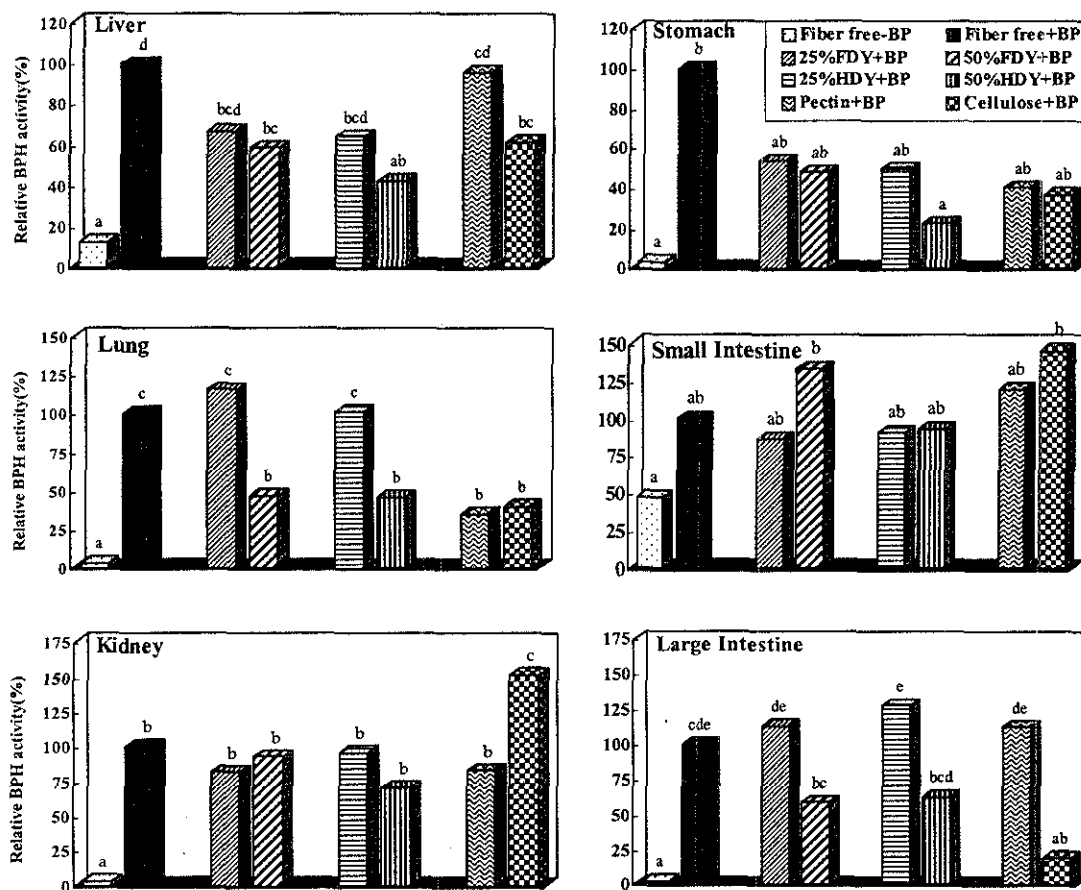 Liver
Relative BPH activity(%)
120
100
80
60
40
20
0
a
d
bcd
bc
bcd
ab
cd
bc
Stomach
120
100
80
60
40
20
0
a
b
ab
ab
ab
a
ab
ab
Fiber free-BP Fiber free+BP
25%FDY+BP 50%FDY+BP
25%HDY+BP 50%HDY+BP
Pectin+BP Cellulose+BP
Lung
Relative BPH activity(%)
150
125
100
75
50
25
0
a
c
c
b
c
b
b
b
Small Intestine
150
125
100
75
50
25
0
a
ab
ab
b
ab
ab
ab
b
Kidney
Relative BPH activity(%)
175
150
125
100
75
50
25
0
a
b
b
b
b
b
b
c
Large Intestine
175
150
125
100
75
50
25
0
a
cde
de
bc
e
bcd
de
ab